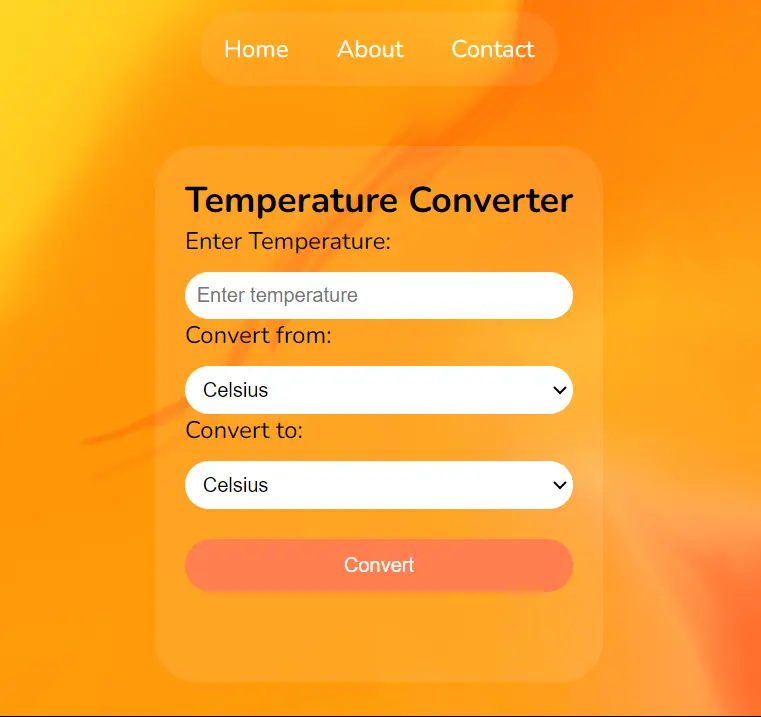 Home About Contact
Temperature Converter
Enter Temperature:
Enter temperature
Convert from:
Celsius
Convert to:
Celsius
Convert